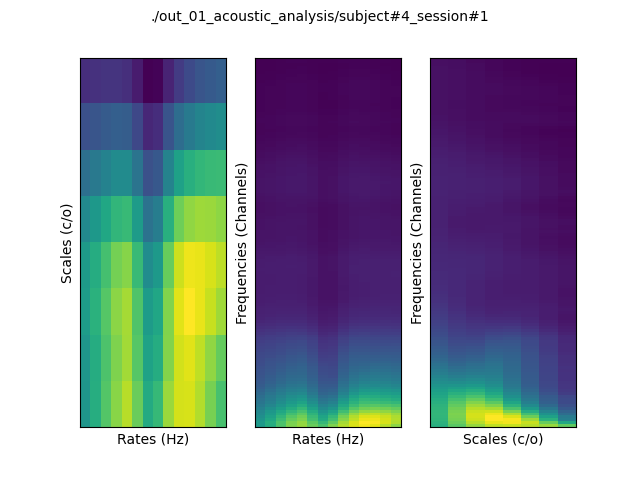 ./out_01_acoustic_analysis/subject#4_session#1
Scales (c/o)
Rates (Hz)
Frequencies (Channels)
Rates (Hz)
Frequencies (Channels)
Scales (c/o)